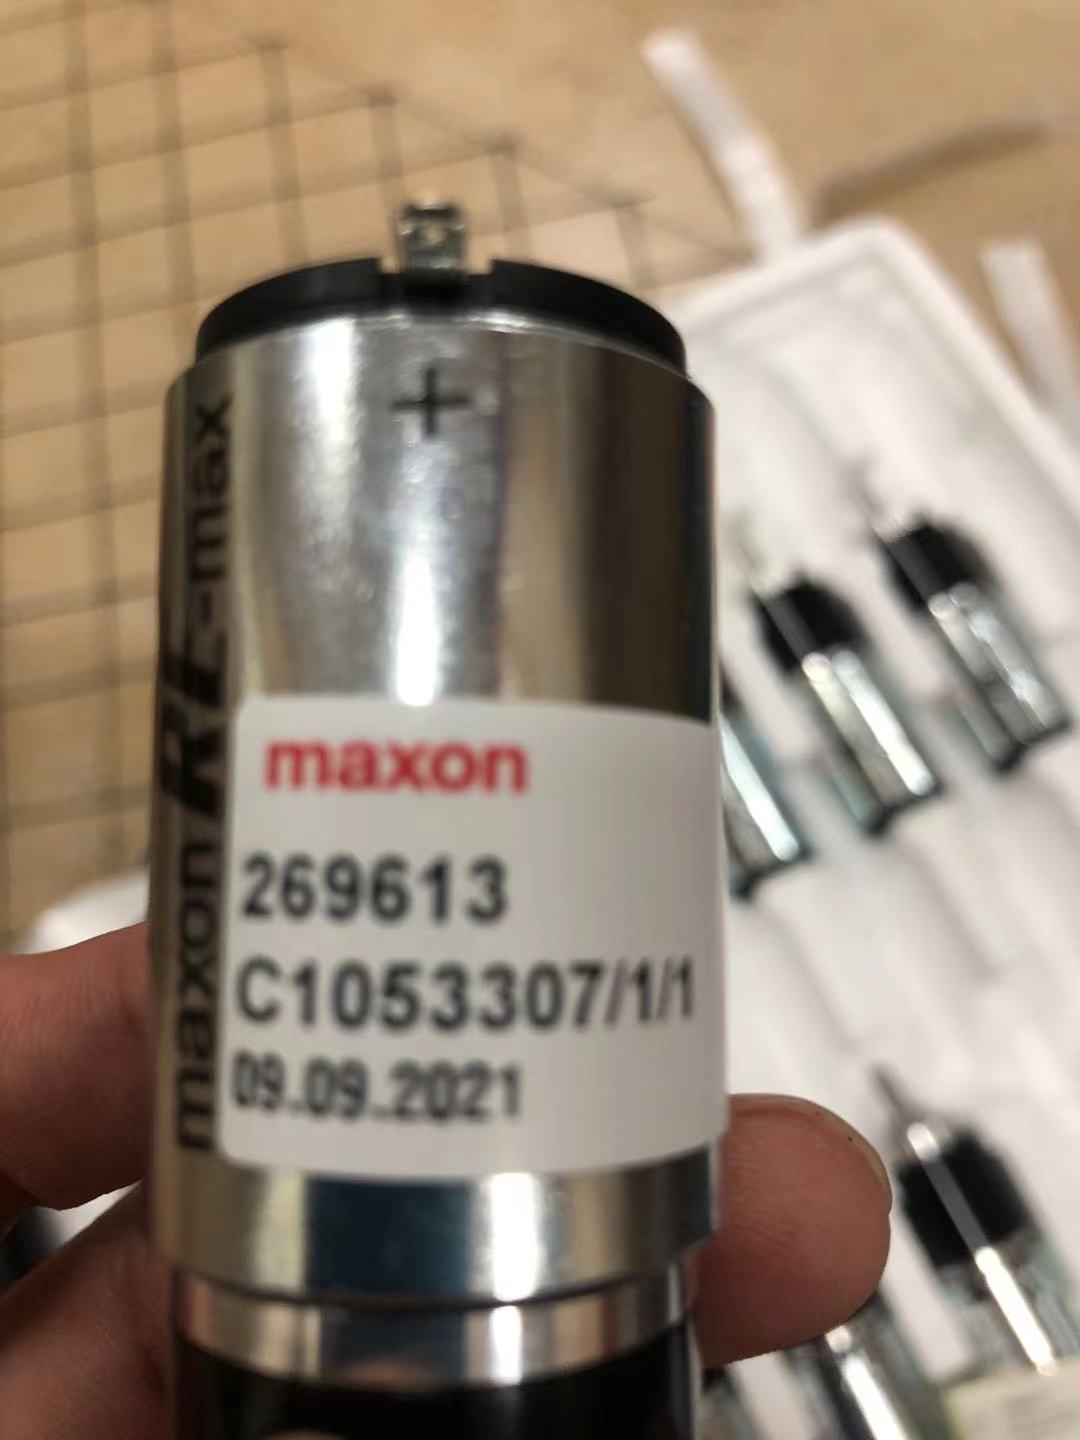 +
maxon RE-max
maxon
269613
C1053307/1/1
09.09.2021